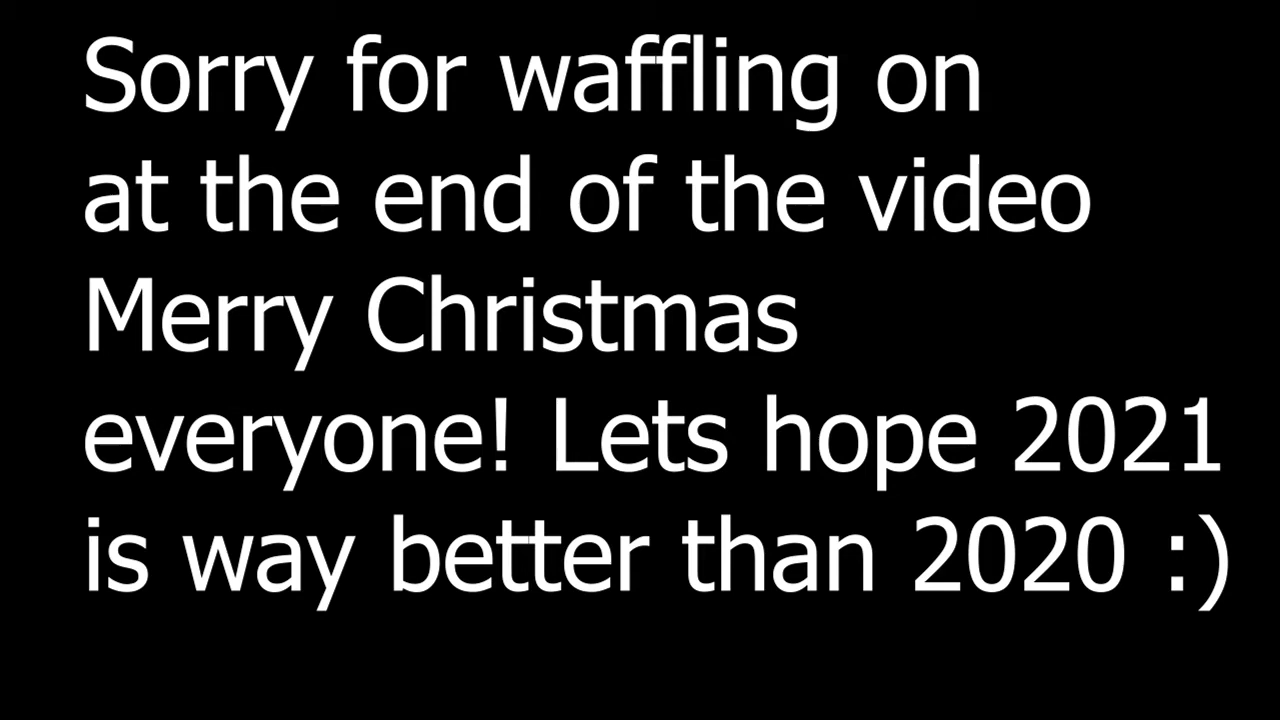 Sorry for waffling on
at the end of the video
Merry Christmas
everyone! Lets hope 2021
is way better than 2020 :)